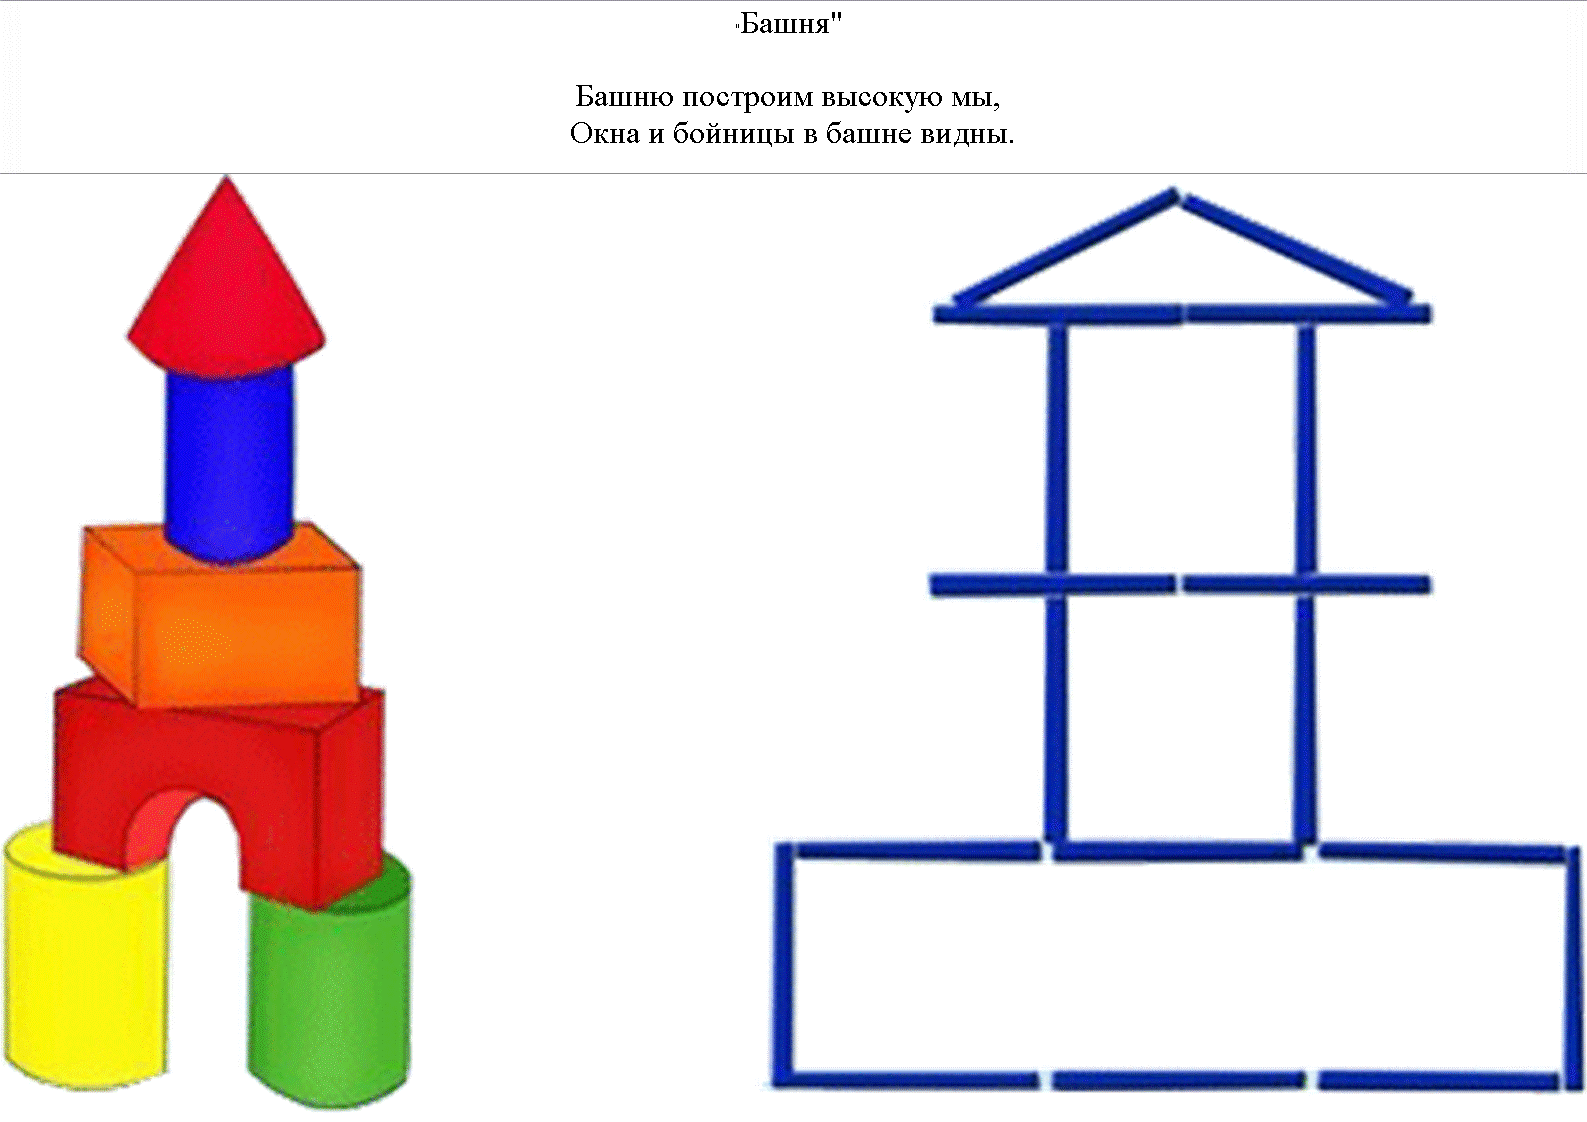 "Башня"
Башню построим высокую мы,
Окна и бойницы в башне видны.